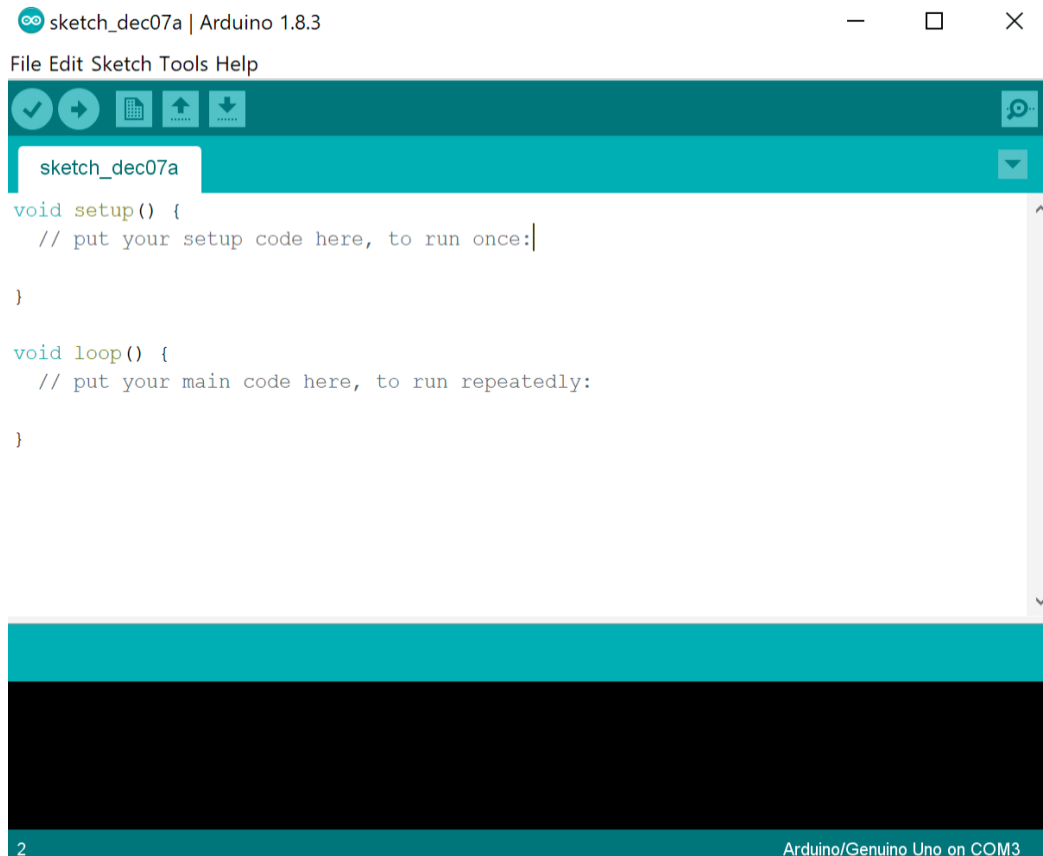 sketch_dec07a | Arduino 1.8.3
File Edit Sketch Tools Help
sketch_dec07a
void setup() {
  // put your setup code here, to run once:
}
void loop() {
  // put your main code here, to run repeatedly:
}
2
Arduino/Genuino Uno on COM3